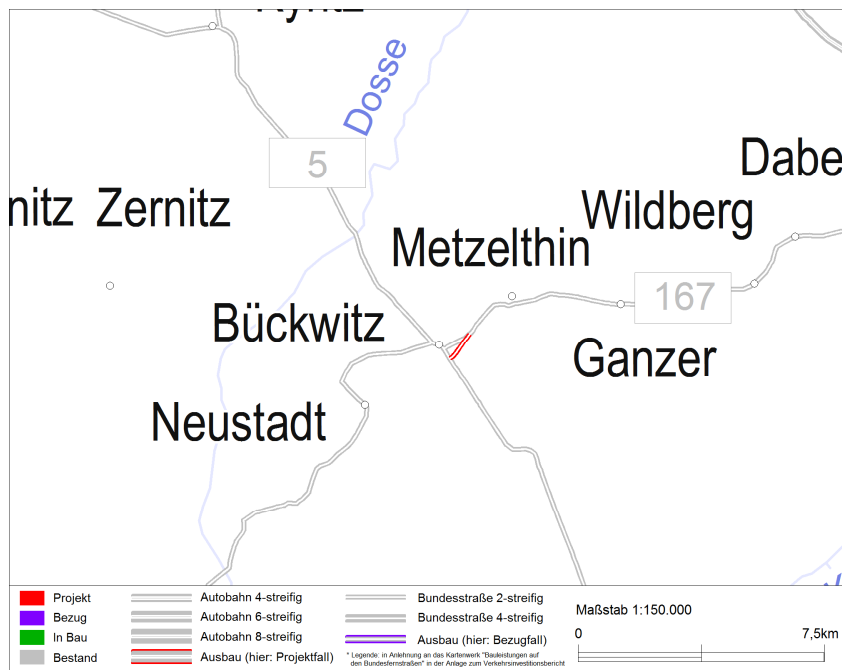 Dosse
5
Dabe
nitz Zernitz
Wildberg
Metzelthin
167
Bückwitz
Ganzer
Neustadt
Projekt
Bezug
In Bau
Bestand
Autobahn 4-streifig
Autobahn 6-streifig
Autobahn 8-streifig
Ausbau (hier: Projektfall)
Bundesstraße 2-streifig
Bundesstraße 4-streifig
Ausbau (hier: Bezugfall)
* Legende: in Anlehnung an das Kartenwerk "Bauleistungen auf
den Bundesfernstraßen" in der Anlage zum Verkehrsinvestitionsbericht
Maßstab 1:150.000
0 7,5km